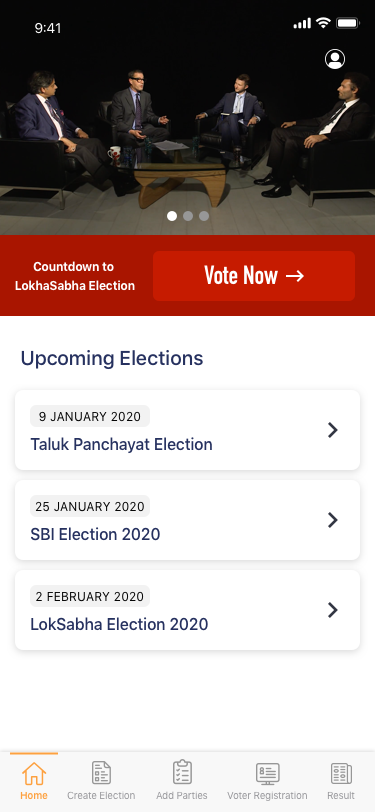 9:41
Countdown to
LokhaSabha Election
Vote Now →
Upcoming Elections
9 JANUARY 2020
Taluk Panchayat Election
25 JANUARY 2020
SBI Election 2020
2 FEBRUARY 2020
LokSabha Election 2020
Home Create Election Add Parties Voter Registration Result